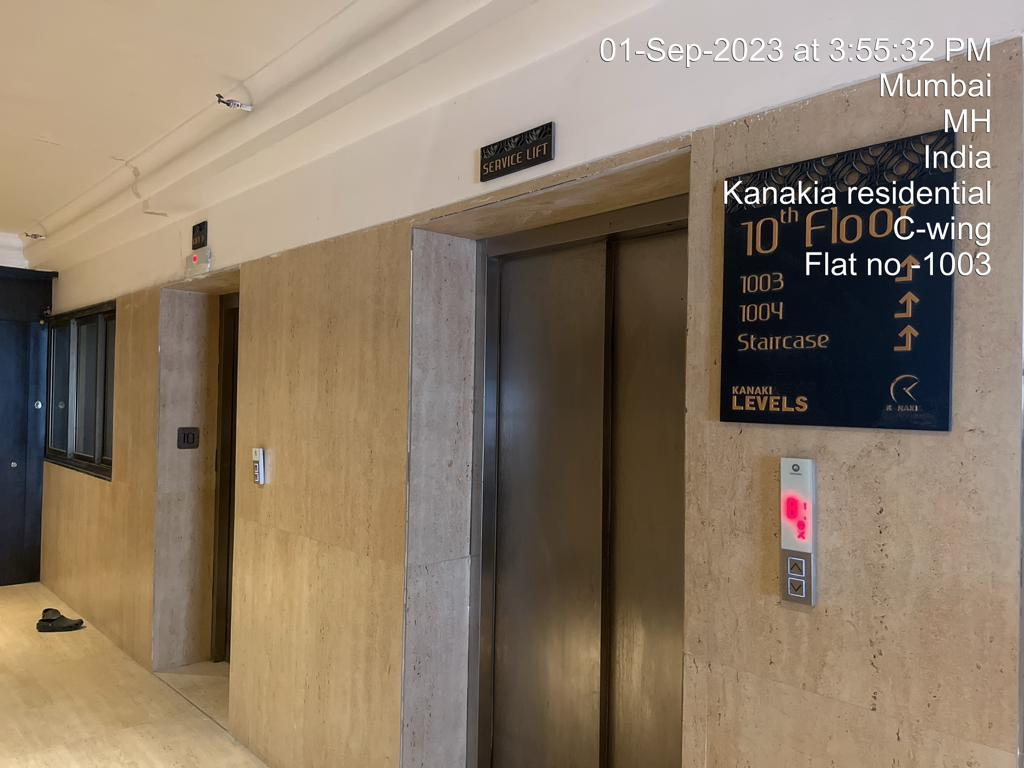 01-Sep-2023 at 3:55:32 PM
Mumbai
MH
India
Kanakia residential
C-wing
Flat no -1003
SERVICE LIFT
10th Floor
1003
1004
Staircase
KANAKI
LEVELS
10